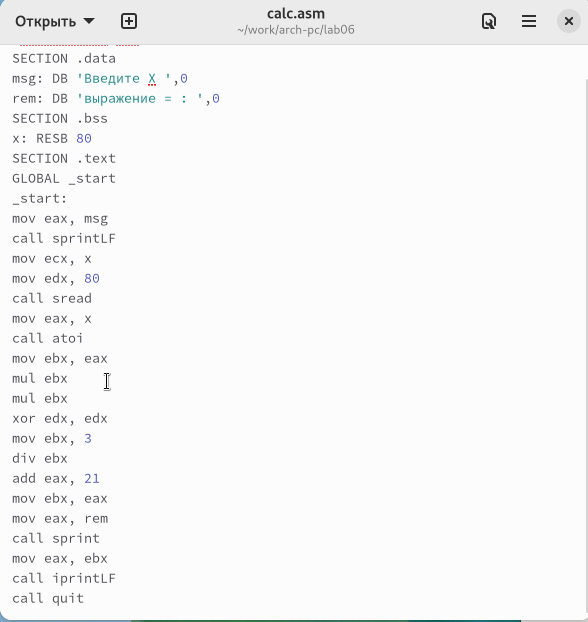 Открыть
calc.asm
~/work/arch-pc/lab06
SECTION .data
msg: DB 'Введите X ',0
rem: DB 'выражение = : ',0
SECTION .bss
x: RESB 80
SECTION .text
GLOBAL _start
_start:
mov eax, msg
call sprintLF
mov ecx, x
mov edx, 80
call sread
mov eax, x
call atoi
mov ebx, eax
mul ebx
mul ebx
xor edx, edx
mov ebx, 3
div ebx
add eax, 21
mov ebx, eax
mov eax, rem
call sprint
mov eax, ebx
call iprintLF
call quit